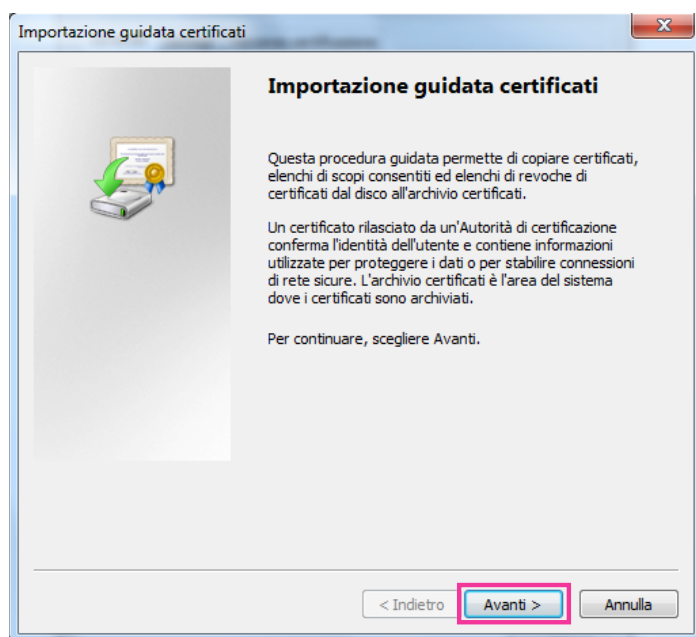 Importazione guidata certificati
Importazione guidata certificati
Questa procedura guidata permette di copiare certificati,
elenchi di scopi consentiti ed elenchi di revoche di
certificati dal disco all'archivio certificati.
Un certificato rilasciato da un'Autorità di certificazione
conferma l'identità dell'utente e contiene informazioni
utilizzate per proteggere i dati o per stabilire connessioni
di rete sicure. L'archivio certificati è l'area del sistema
dove i certificati sono archiviati.
Per continuare, scegliere Avanti.
< Indietro Avanti > Annulla